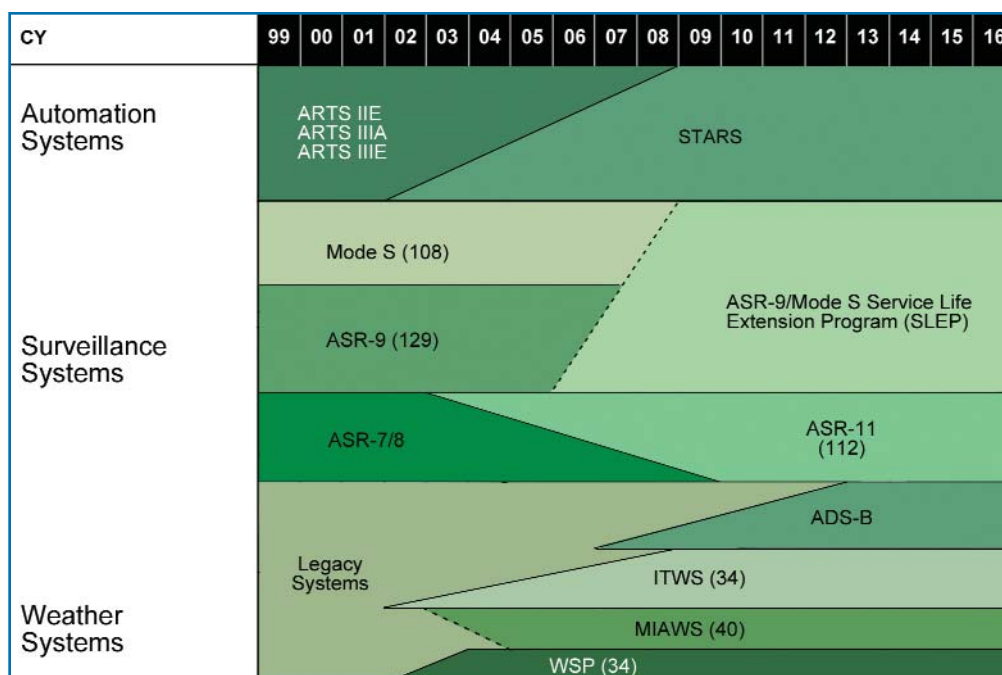 CY 99 00 01 02 03 04 05 06 07 08 09 10 11 12 13 14 15 16
Automation
Systems
ARTS IIE
ARTS IIIA
ARTS IIIE
STARS
Surveillance
Systems
Mode S (108)
ASR-9 (129)
ASR-9/Mode S Service Life
Extension Program (SLEP)
ASR-7/8
ASR-11
(112)
Weather
Systems
Legacy
Systems
ADS-B
ITWS (34)
MIAWS (40)
WSP (34)